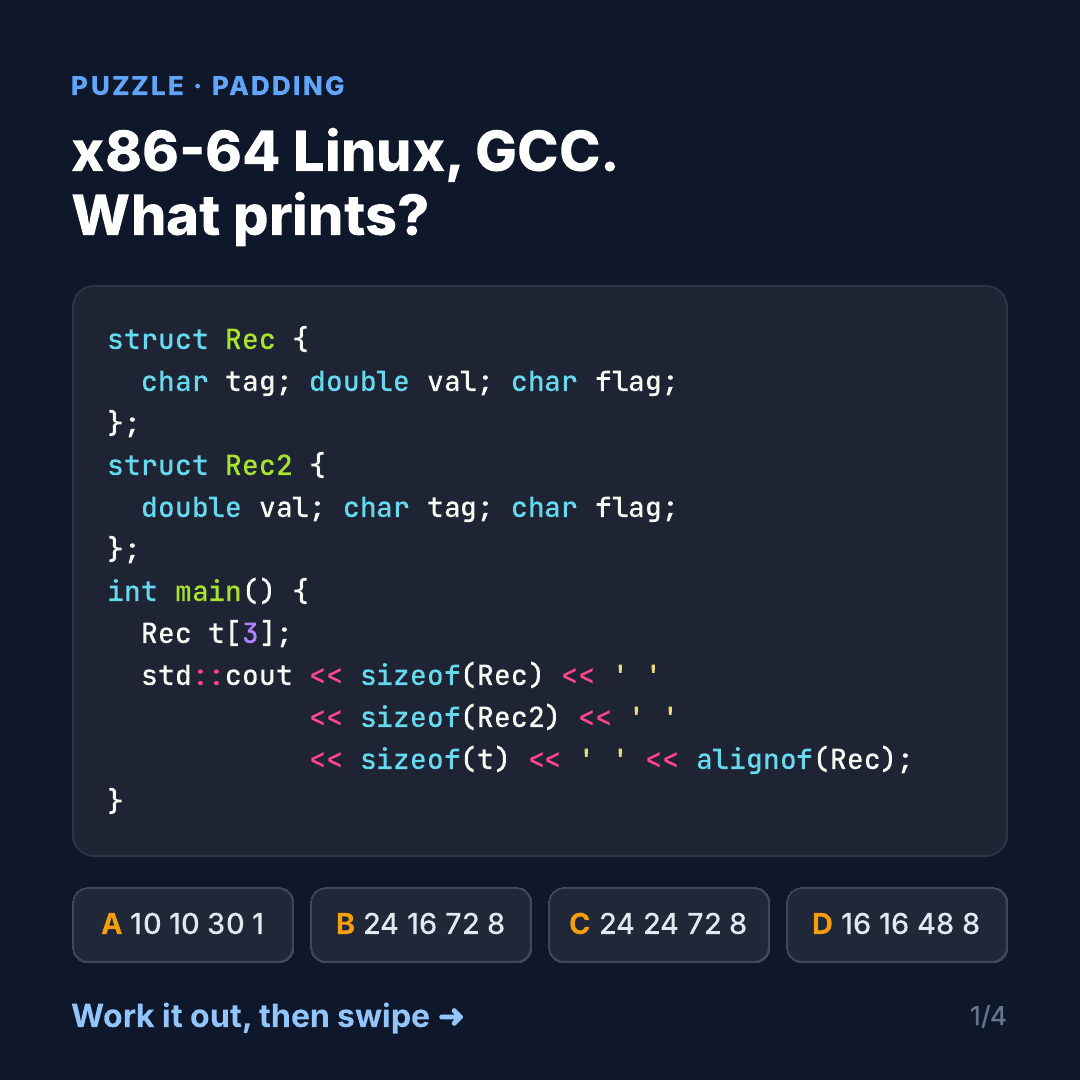 PUZZLE · PADDING
x86-64 Linux, GCC.
What prints?
struct Rec {
  char tag; double val; char flag;
};
struct Rec2 {
  double val; char tag; char flag;
};
int main() {
  Rec t[3];
  std::cout << sizeof(Rec) << ' '
            << sizeof(Rec2) << ' '
            << sizeof(t) << ' ' << alignof(Rec);
}
A 10 10 30 1
B 24 16 72 8
C 24 24 72 8
D 16 16 48 8
Work it out, then swipe ➜
1/4